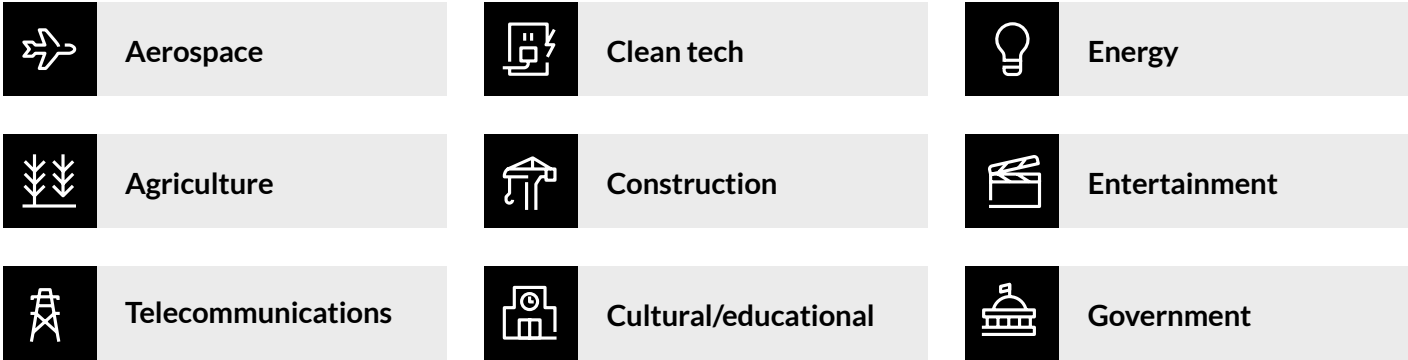 Aerospace
Clean tech
Energy
Agriculture
Construction
Entertainment
Telecommunications
Cultural/educational
Government